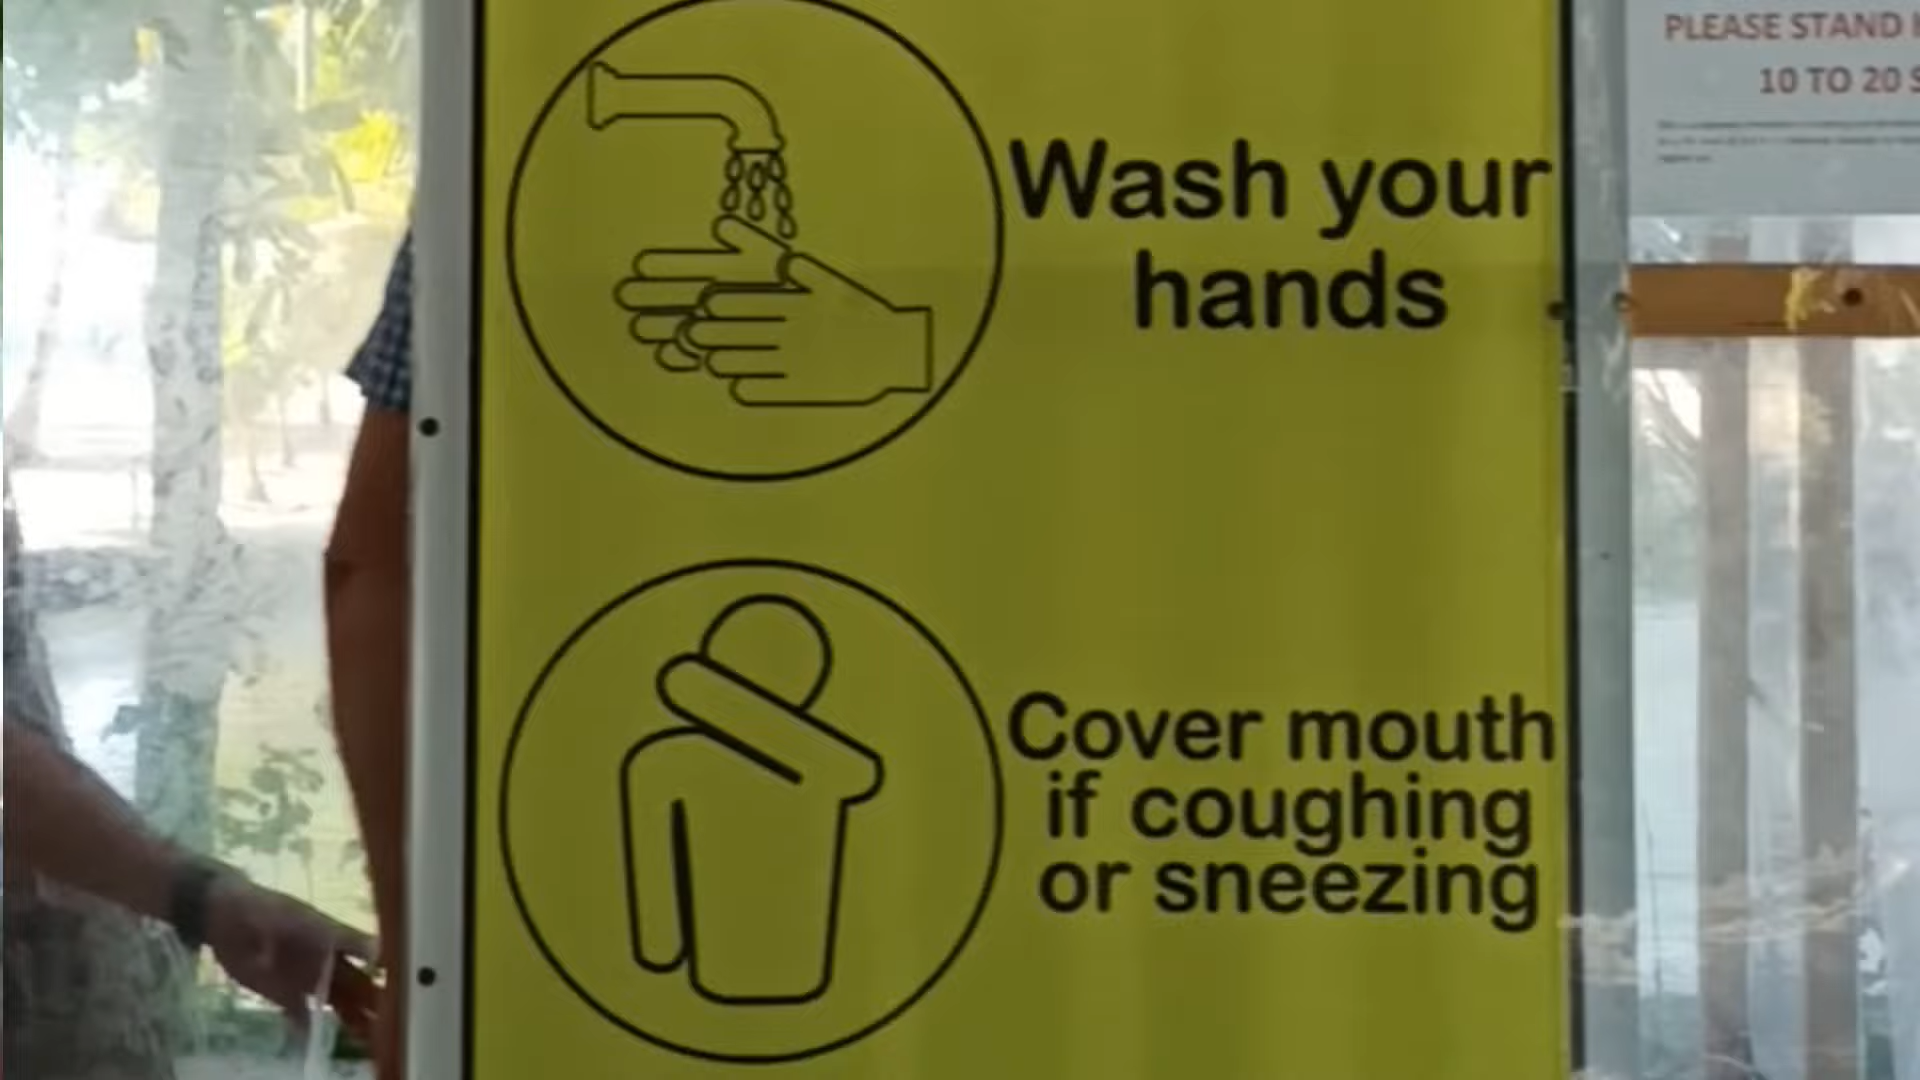 Wash your
hands
Cover mouth
if coughing
or sneezing
PLEASE STAND
10 TO 20